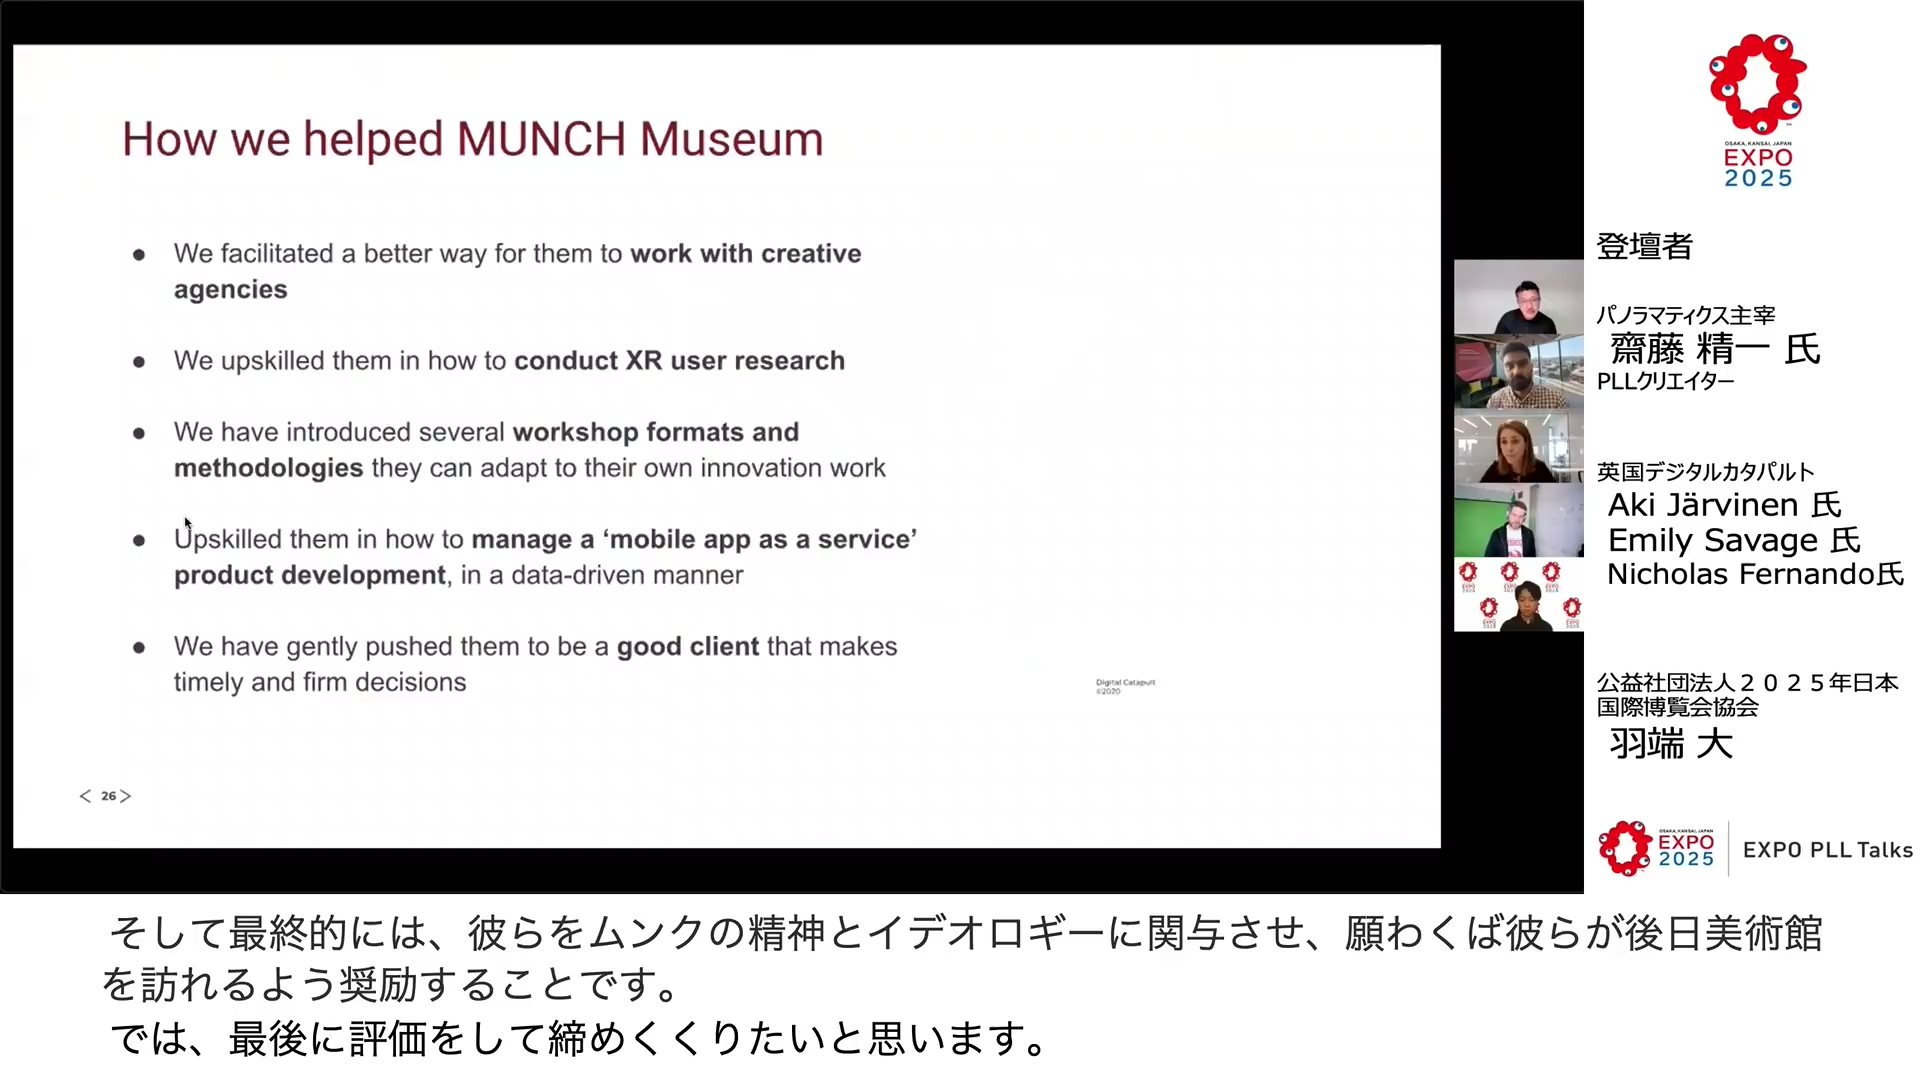 How we helped MUNCH Museum
● We facilitated a better way for them to work with creative
agencies
● We upskilled them in how to conduct XR user research
● We have introduced several workshop formats and
methodologies they can adapt to their own innovation work
● Upskilled them in how to manage a ‘mobile app as a service’
product development, in a data-driven manner
● We have gently pushed them to be a good client that makes
timely and firm decisions
Digital Catapult
©2020
< 26 >
OSAKA, KANSAI, JAPAN
EXPO
2025
登壇者
パノラマティクス主宰
齋藤 精一 氏
PLLクリエイター
英国デジタルカタパルト
Aki Järvinen 氏
Emily Savage 氏
Nicholas Fernando氏
公益社団法人２０２５年日本
国際博覧会協会
羽端 大
OSAKA, KANSAI, JAPAN
EXPO
2025
EXPO PLL Talks
そして最終的には、彼らをムンクの精神とイデオロギーに関与させ、願わくば彼らが後日美術館
を訪れるよう奨励することです。
では、最後に評価をして締めくくりたいと思います。